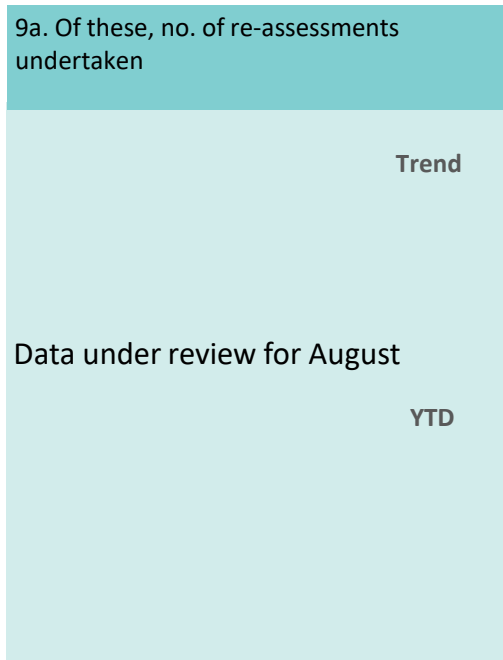 9a. Of these, no. of re-assessments
undertaken
Trend
Data under review for August
YTD